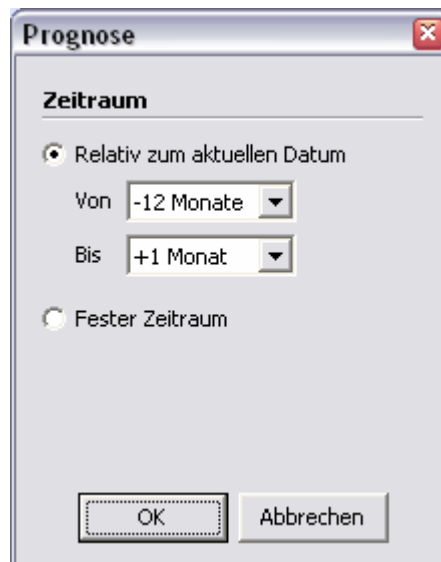 Prognose
Zeitraum
Relativ zum aktuellen Datum
Von -12 Monate
Bis +1 Monat
Fester Zeitraum
OK Abbrechen